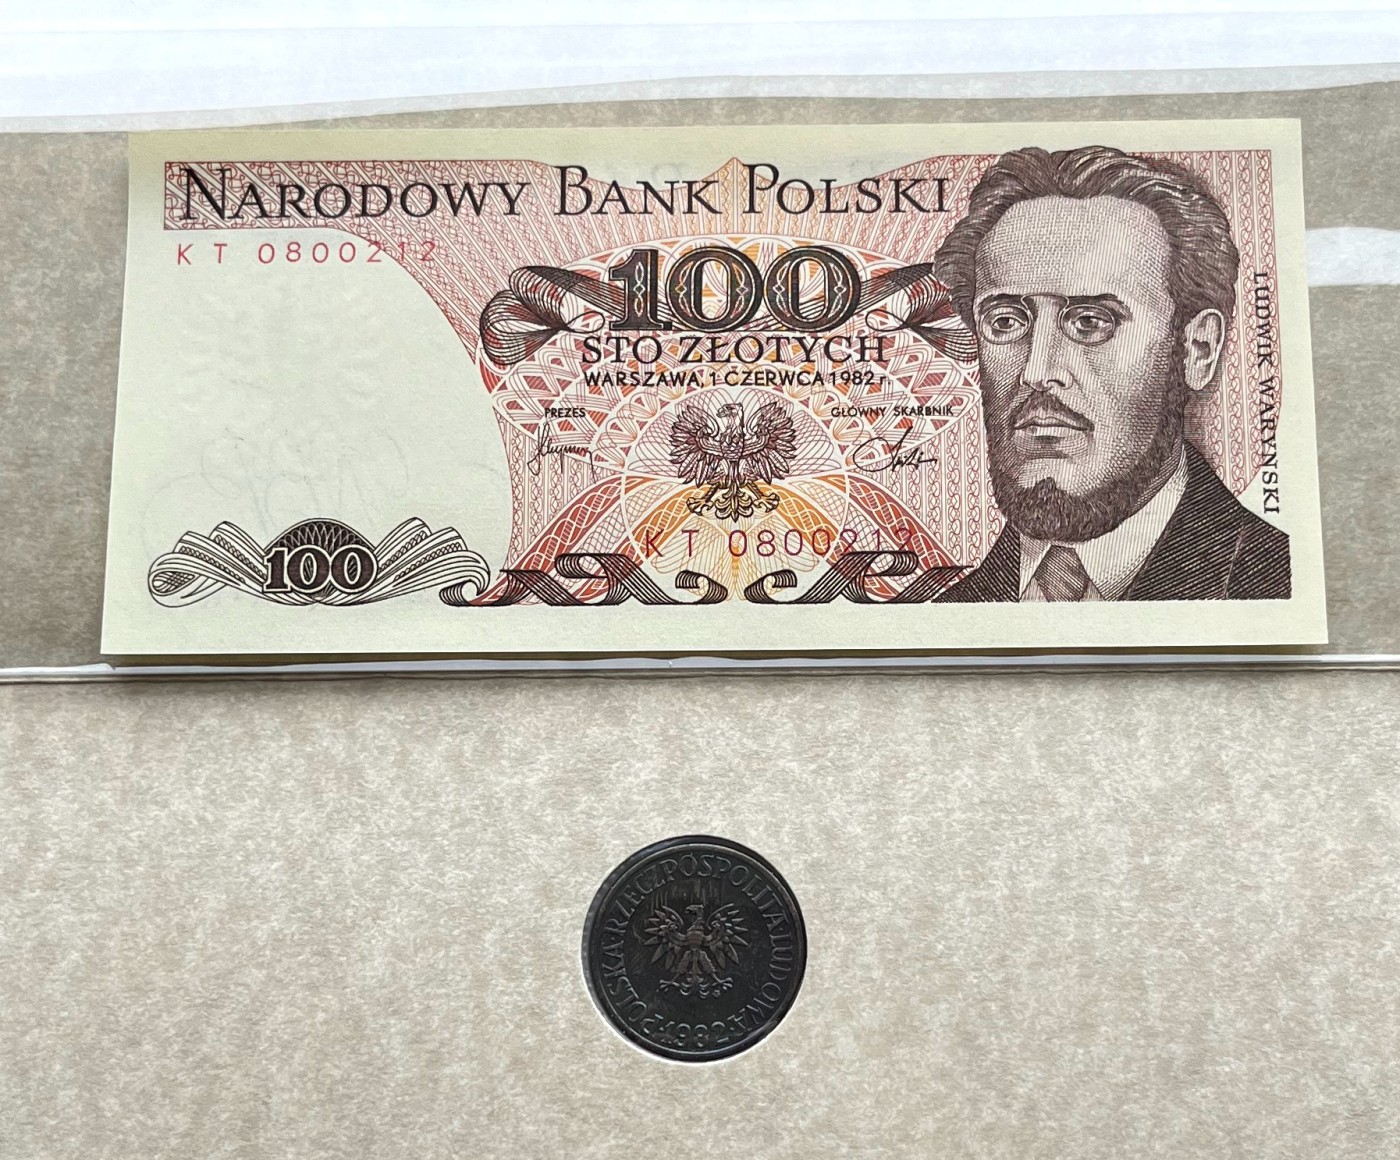 NARODOWY BANK POLSKI
KT 0800212
100
STO ZŁOTYCH
WARSZAWA, 1 CZERWCA 1982 r.
PREZES
GŁÓWNY SKARBNIK
LUDWIK WARYŃSKI
KT 0800212
100
POLSKA·RZECZPOSPOLITA LUDOWA
·1982·